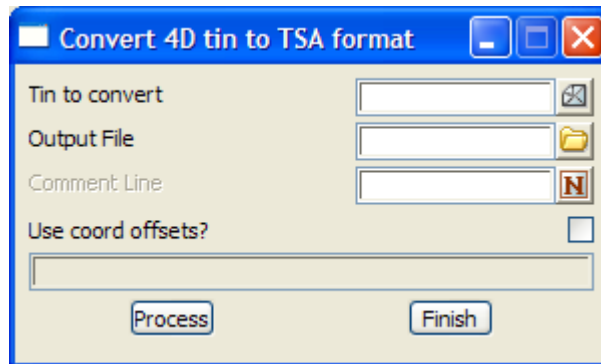 Convert 4D tin to TSA format
Tin to convert
Output File
Comment Line
N
Use coord offsets?
Process Finish